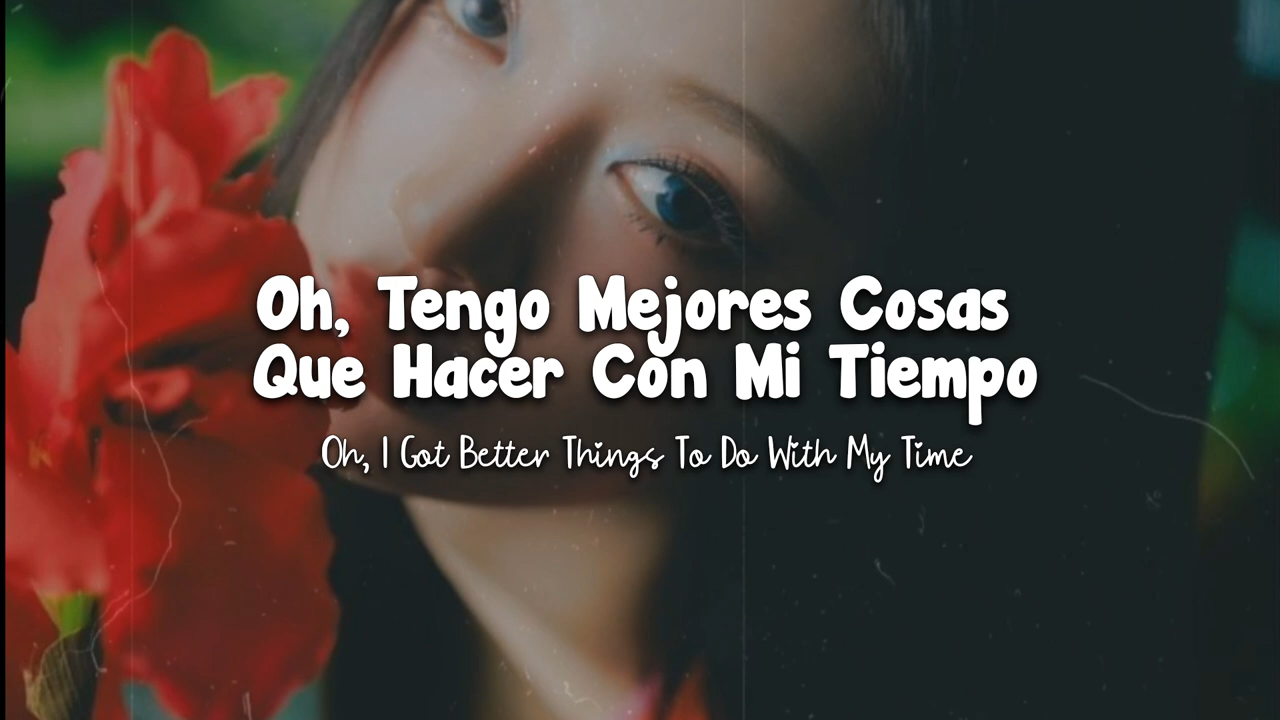 Oh, Tengo Mejores Cosas
Que Hacer Con Mi Tiempo
Oh, I Got Better Things To Do With My Time